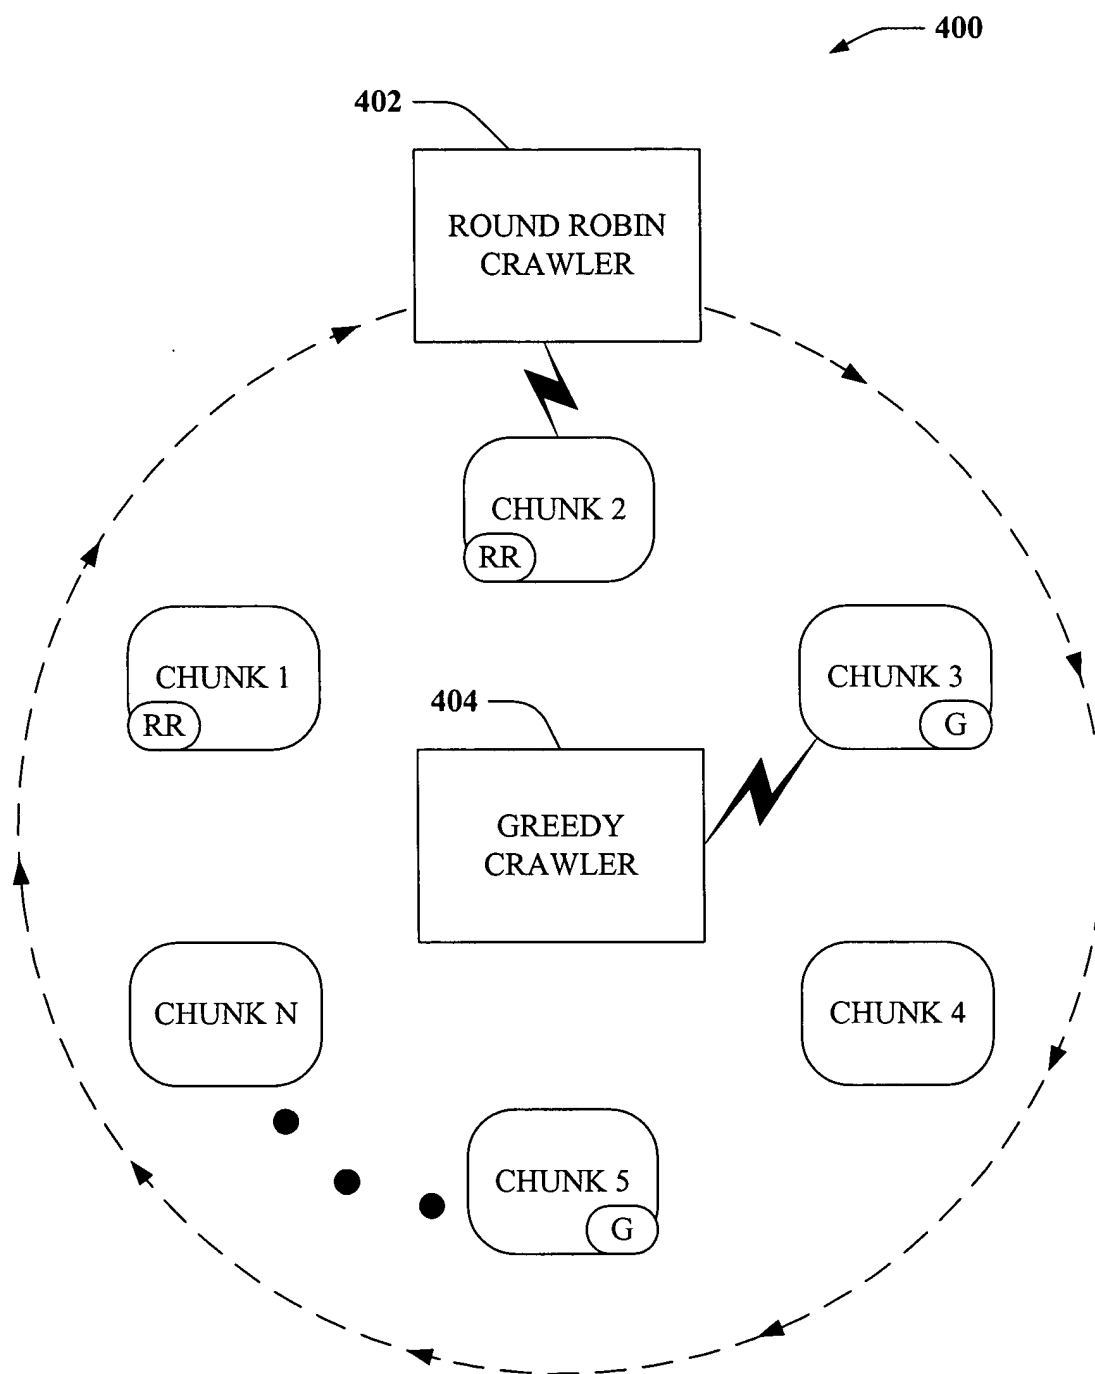 400
402
ROUND ROBIN
CRAWLER
CHUNK 2
RR
CHUNK 1
RR
CHUNK 3
G
404
GREEDY
CRAWLER
CHUNK N
CHUNK 4
CHUNK 5
G